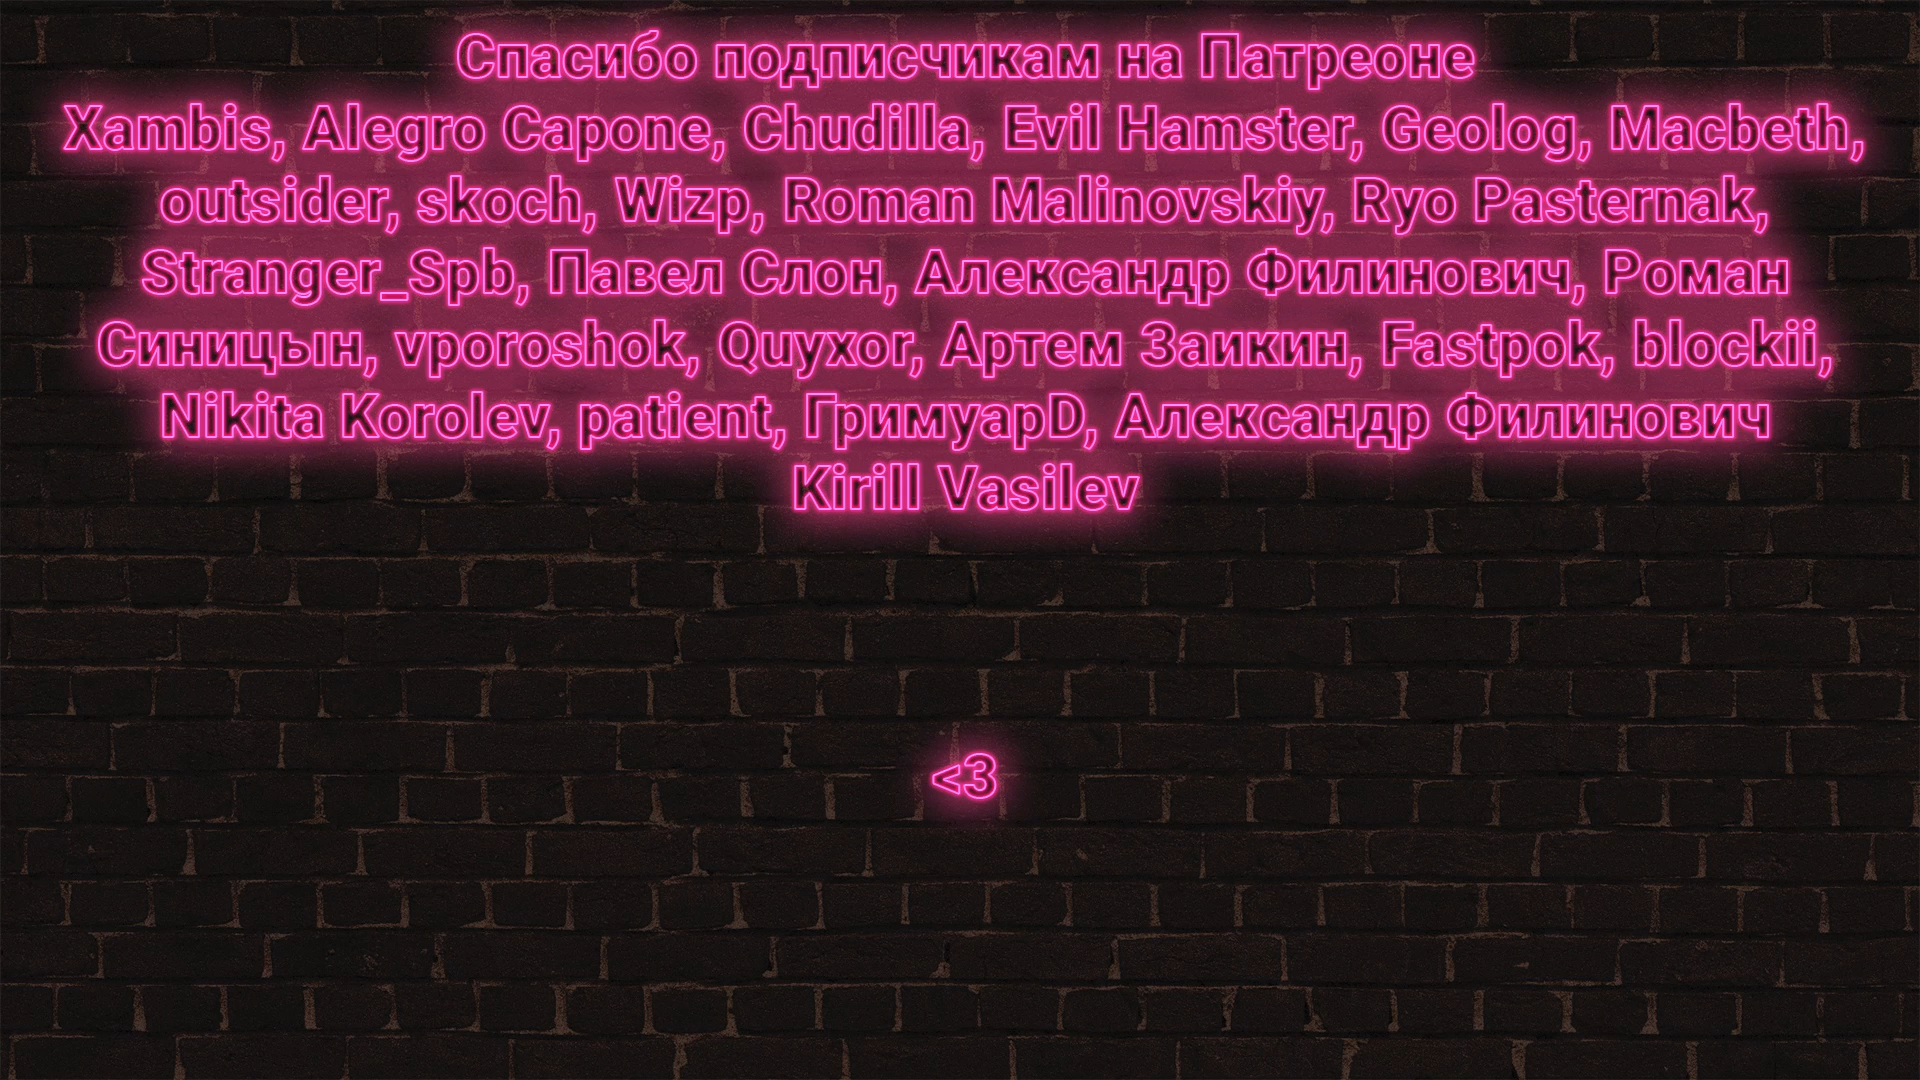 Спасибо подписчикам на Патреоне
Xambis, Alegro Capone, Chudilla, Evil Hamster, Geolog, Macbeth,
outsider, skoch, Wizp, Roman Malinovskiy, Ryo Pasternak,
Stranger_Spb, Павел Слон, Александр Филинович, Роман
Синицын, vporoshok, Quyxor, Артем Заикин, Fastpok, blockii,
Nikita Korolev, patient, ГримуарD, Александр Филинович
Kirill Vasilev
<3